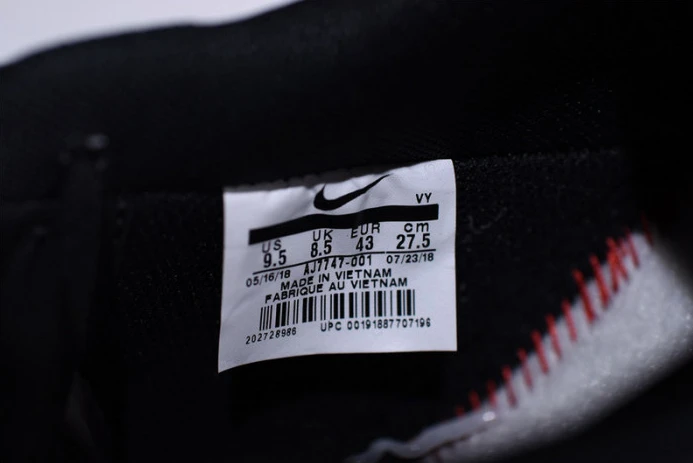 VY
US UK EUR cm
9.5 8.5 43 27.5
05/16/18 AJ7747-001 07/23/18
MADE IN VIETNAM
FABRIQUE AU VIETNAM
202728986 UPC 00191887707196